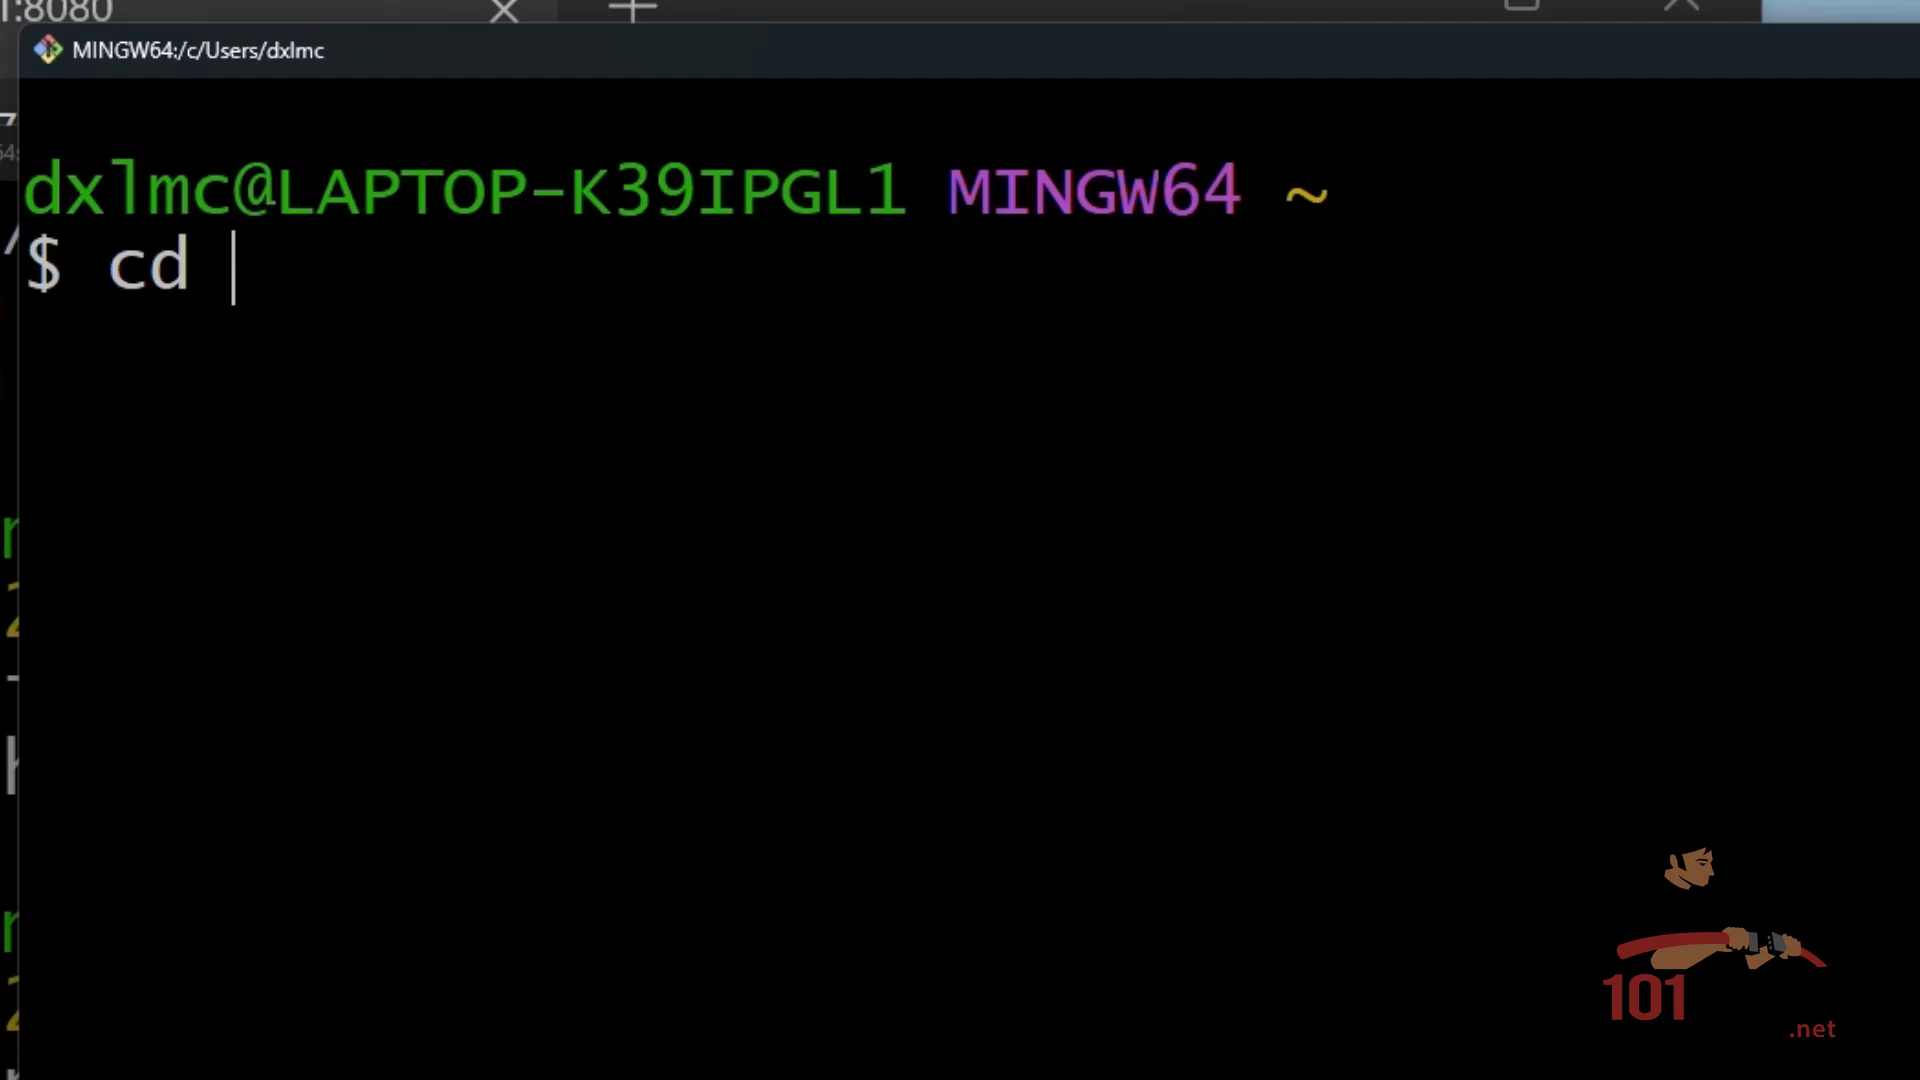 :8080
MINGW64:/c/Users/dxlmc
dxlmc@LAPTOP-K39IPGL1 MINGW64 ~
$ cd
101
.net